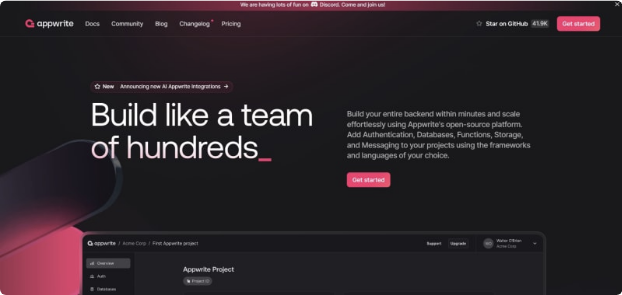 We are having lots of fun on Discord. Come and join us!
appwrite Docs Community Blog Changelog Pricing Star on GitHub 41.9K Get started
New Announcing new AI Appwrite Integrations →
Build like a team
of hundreds_
Build your entire backend within minutes and scale
effortlessly using Appwrite's open-source platform.
Add Authentication, Databases, Functions, Storage,
and Messaging to your projects using the frameworks
and languages of your choice.
Get started
appwrite / Acme Corp / First Appwrite project Support Upgrade Walter O'Brien
Acme Corp
Overview
Appwrite Project
Auth
Project ID
Databases